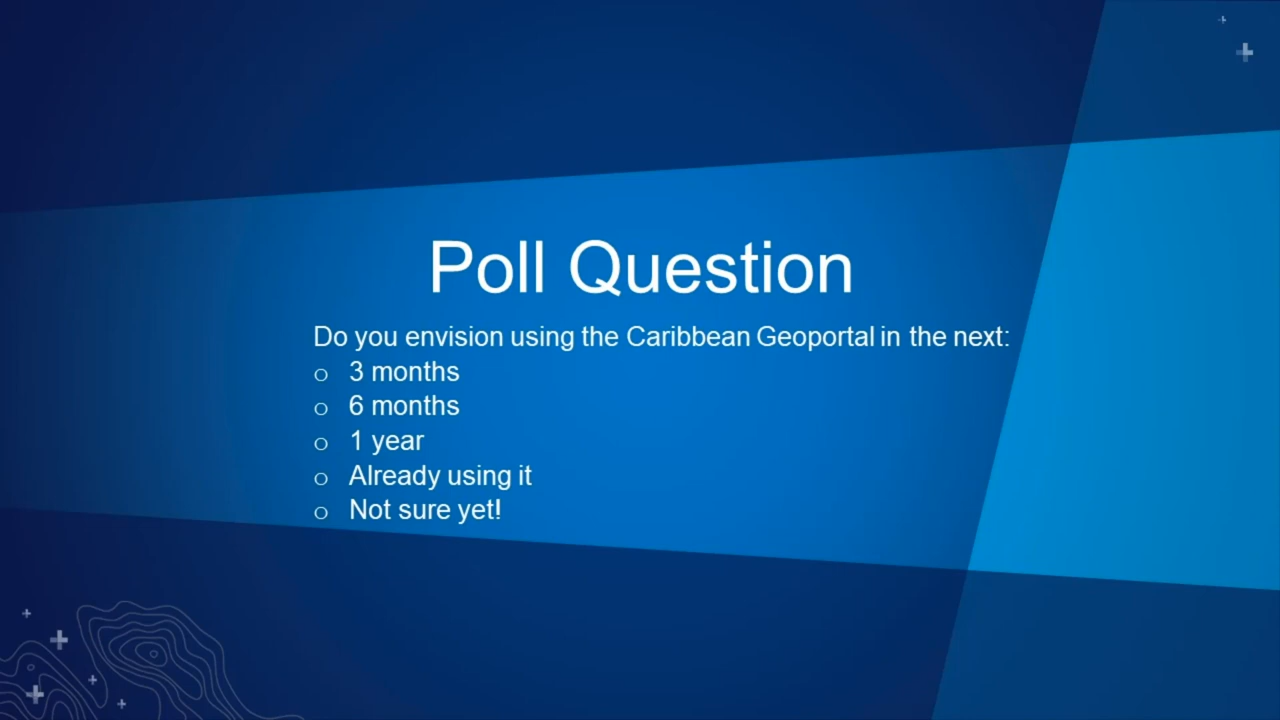 Poll Question
Do you envision using the Caribbean Geoportal in the next:
o 3 months
o 6 months
o 1 year
o Already using it
o Not sure yet!